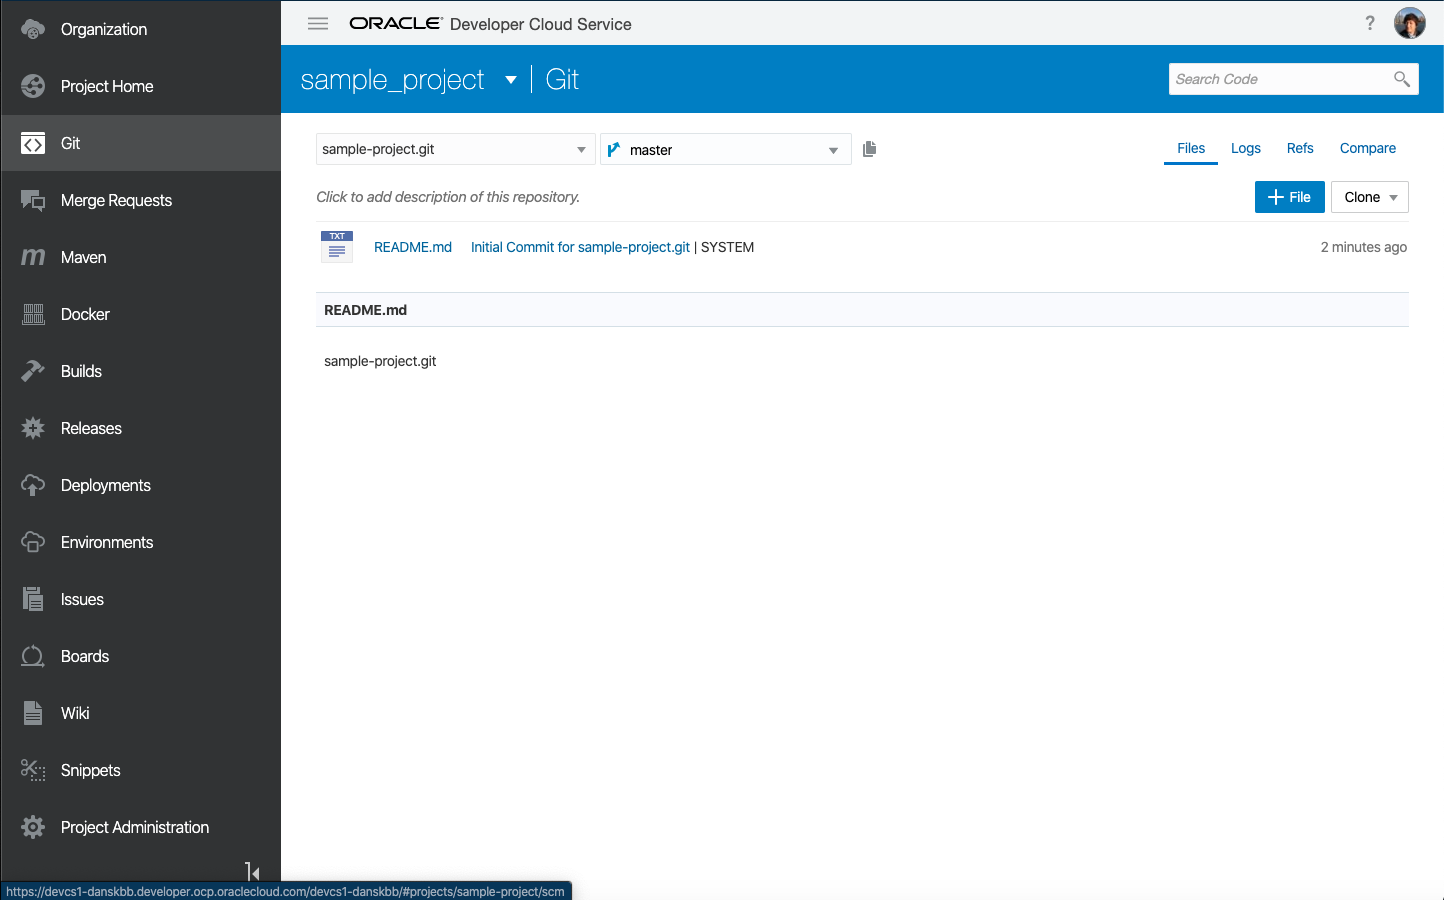 Organization
Project Home
Git
Merge Requests
Maven
Docker
Builds
Releases
Deployments
Environments
Issues
Boards
Wiki
Snippets
Project Administration
ORACLE Developer Cloud Service ?
sample_project Git
Search Code
sample-project.git master
Files Logs Refs Compare
Click to add description of this repository.
File Clone
TXT README.md Initial Commit for sample-project.git | SYSTEM 2 minutes ago
README.md
sample-project.git
https://devcs1-danskbb.developer.ocp.oraclecloud.com/devcs1-danskbb/#projects/sample-project/scm